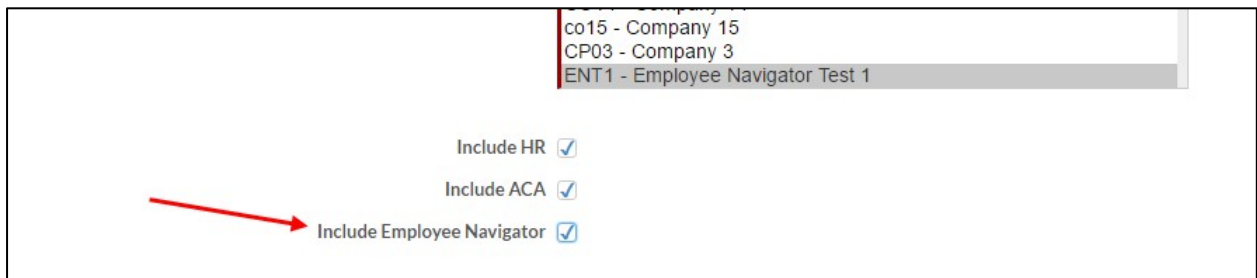 co15 - Company 15
CP03 - Company 3
ENT1 - Employee Navigator Test 1
Include HR
Include ACA
Include Employee Navigator